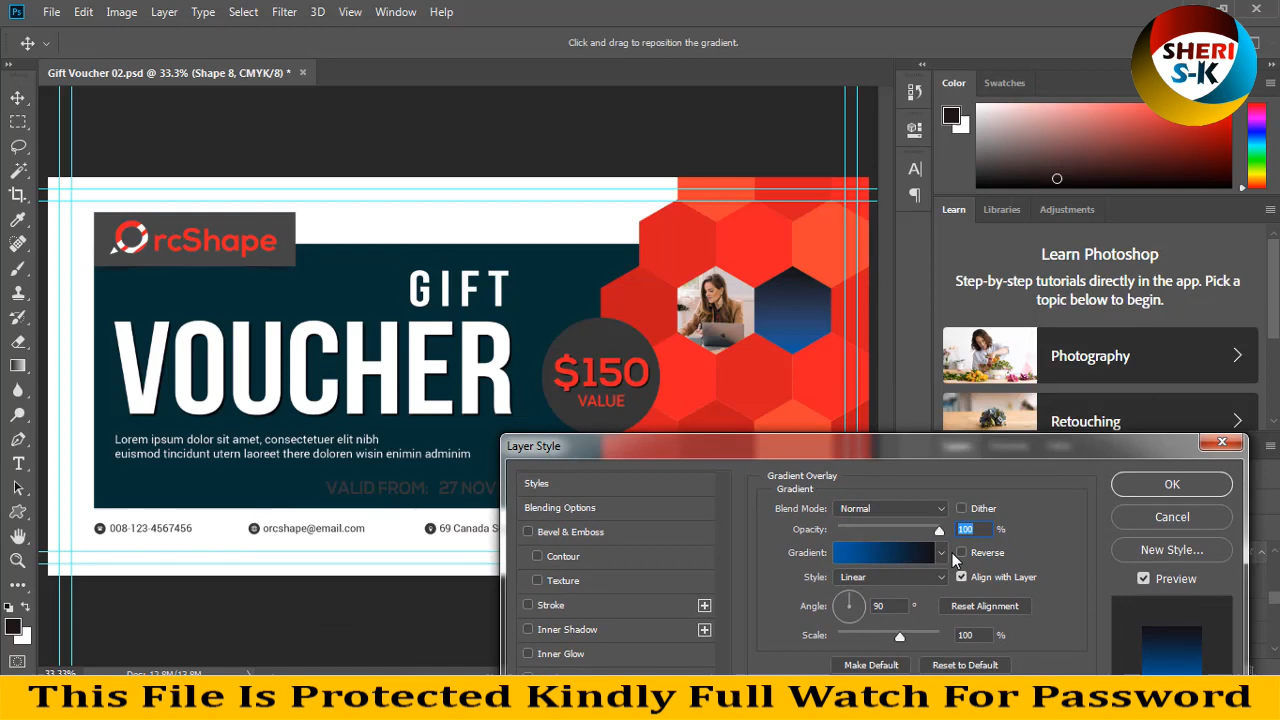 Ps File Edit Image Layer Type Select Filter 3D View Window Help
Click and drag to reposition the gradient.
SHERI
S-K
Gift Voucher 02.psd @ 33.3% (Shape 8, CMYK/8) *
Color Swatches
Learn Libraries Adjustments
Learn Photoshop
Step-by-step tutorials directly in the app. Pick a
topic below to begin.
Photography
Retouching
OrcShape
GIFT
VOUCHER
$150
VALUE
Lorem ipsum dolor sit amet, consectetuer elit nibh
euismod tincidunt utern laoreet there doloren wisin enimin adminim
VALID FROM: 27 NOV
008-123-4567456 orcshape@email.com 69 Canada S
Layer Style
Styles
Blending Options
Bevel & Emboss
Contour
Texture
Stroke
Inner Shadow
Inner Glow
Gradient Overlay
Gradient
Blend Mode: Normal Dither
Opacity: 100 %
Gradient: Reverse
Style: Linear Align with Layer
Angle: 90 ° Reset Alignment
Scale: 100 %
Make Default Reset to Default
OK
Cancel
New Style...
Preview
33.33%
This File Is Protected Kindly Full Watch For Password